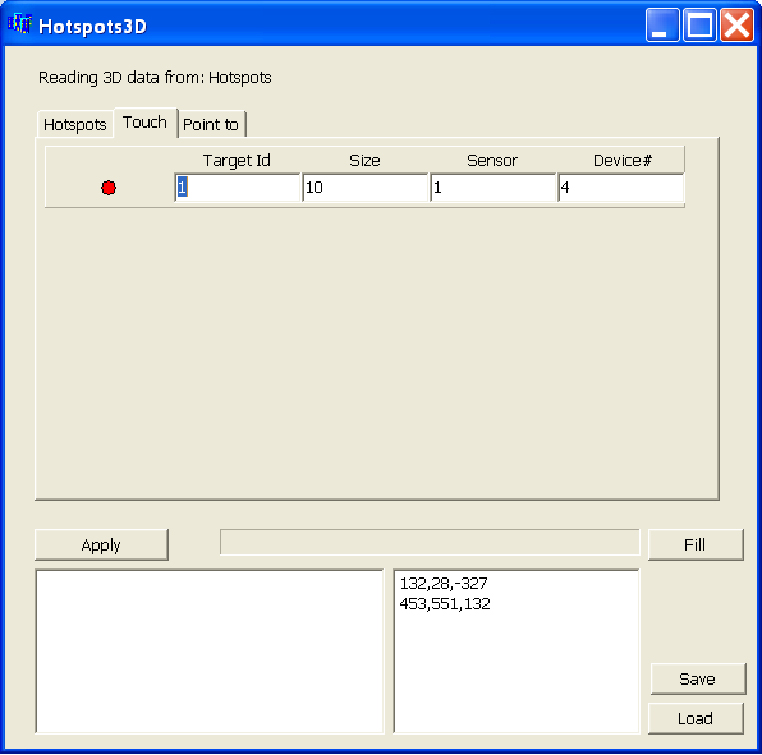 Hotspots3D
Reading 3D data from: Hotspots
Hotspots Touch Point to
Target Id Size Sensor Device#
1 10 1 4
Apply Fill
132,28,-327
453,551,132
Save
Load